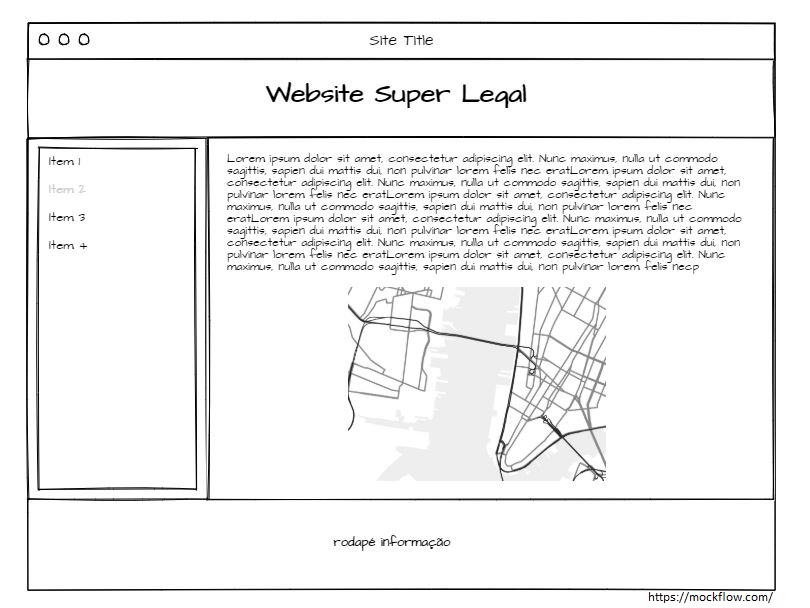 Site Title
Website Super Legal
Item 1
Item 2
Item 3
Item 4
Lorem ipsum dolor sit amet, consectetur adipiscing elit. Nunc maximus, nulla ut commodo
sagittis, sapien dui mattis dui, non pulvinar lorem felis nec eratLorem ipsum dolor sit amet,
consectetur adipiscing elit. Nunc maximus, nulla ut commodo sagittis, sapien dui mattis dui, non
pulvinar lorem felis nec eratLorem ipsum dolor sit amet, consectetur adipiscing elit. Nunc
maximus, nulla ut commodo sagittis, sapien dui mattis dui, non pulvinar lorem felis nec
eratLorem ipsum dolor sit amet, consectetur adipiscing elit. Nunc maximus, nulla ut commodo
sagittis, sapien dui mattis dui, non pulvinar lorem felis nec eratLorem ipsum dolor sit amet,
consectetur adipiscing elit. Nunc maximus, nulla ut commodo sagittis, sapien dui mattis dui, non
pulvinar lorem felis nec eratLorem ipsum dolor sit amet, consectetur adipiscing elit. Nunc
maximus, nulla ut commodo sagittis, sapien dui mattis dui, non pulvinar lorem felis necp
rodapé informação
https://mockflow.com/